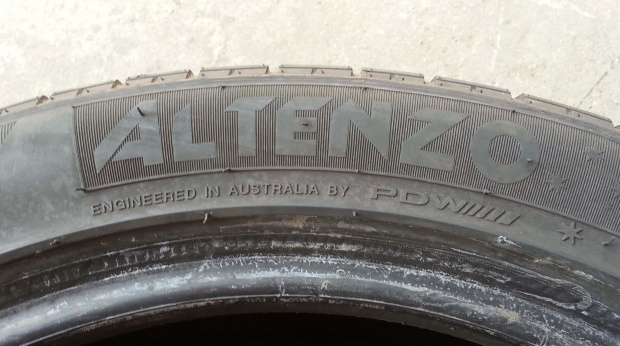 ALTENZO
ENGINEERED IN AUSTRALIA BY PDW